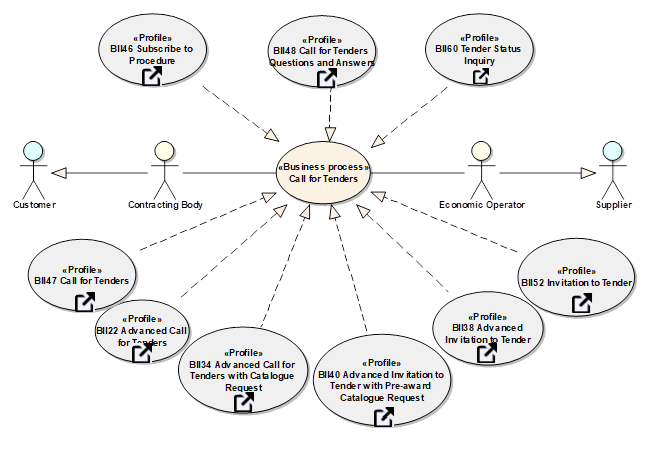 «Profile»
BII46 Subscribe to
Procedure
«Profile»
BII48 Call for Tenders
Questions and Answers
«Profile»
BII60 Tender Status
Inquiry
«Business process»
Call for Tenders
Customer
Contracting Body
Economic Operator
Supplier
«Profile»
BII47 Call for Tenders
«Profile»
BII22 Advanced Call
for Tenders
«Profile»
BII34 Advanced Call for
Tenders with Catalogue
Request
«Profile»
BII40 Advanced Invitation to
Tender with Pre-award
Catalogue Request
«Profile»
BII38 Advanced
Invitation to Tender
«Profile»
BII52 Invitation to Tender